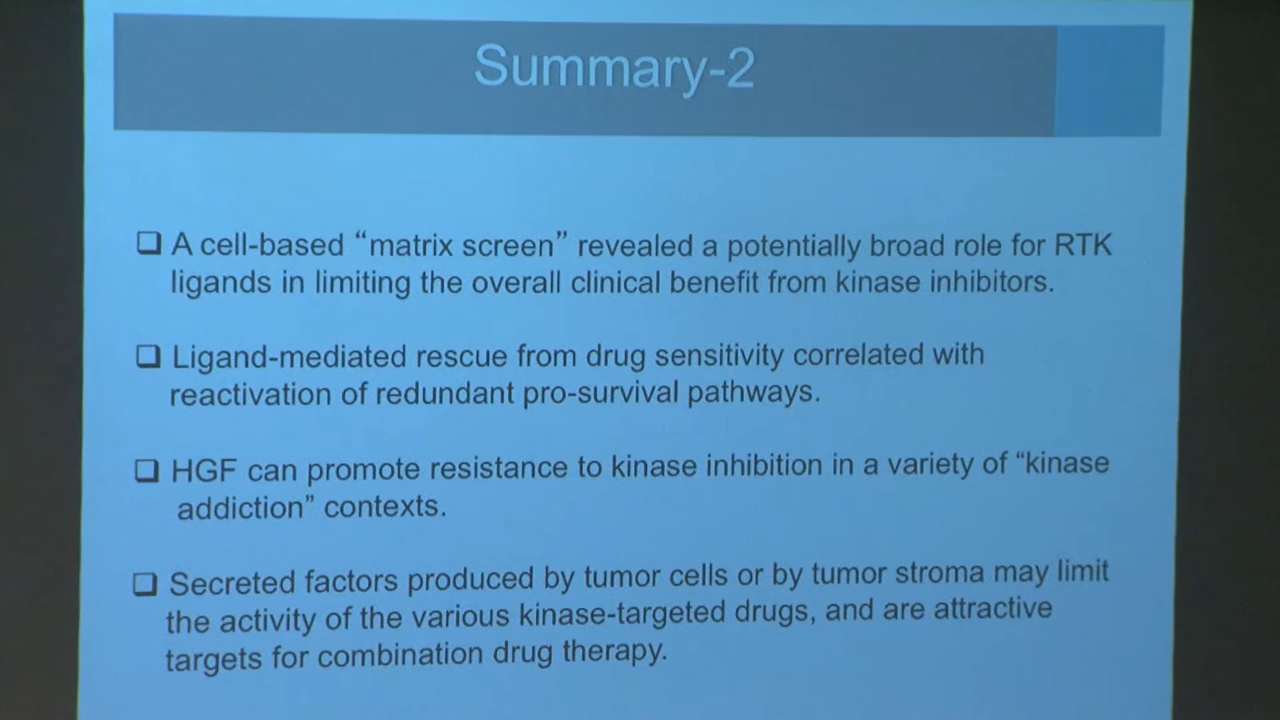 Summary-2
❑ A cell-based “matrix screen” revealed a potentially broad role for RTK
ligands in limiting the overall clinical benefit from kinase inhibitors.
❑ Ligand-mediated rescue from drug sensitivity correlated with
reactivation of redundant pro-survival pathways.
❑ HGF can promote resistance to kinase inhibition in a variety of “kinase
addiction” contexts.
❑ Secreted factors produced by tumor cells or by tumor stroma may limit
the activity of the various kinase-targeted drugs, and are attractive
targets for combination drug therapy.